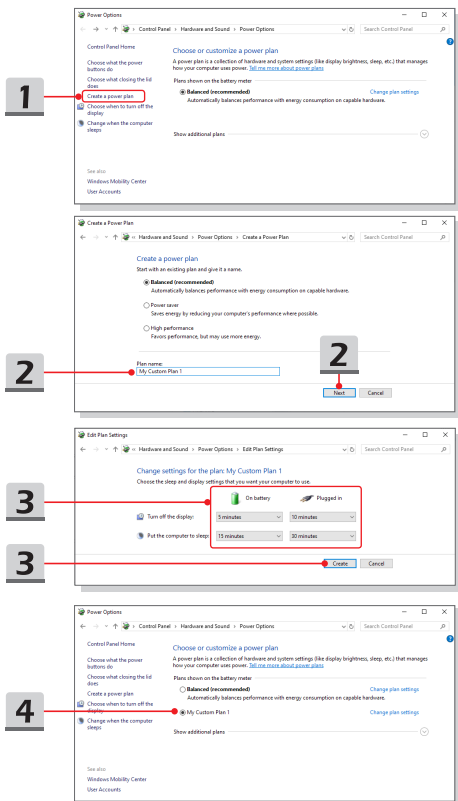 Power Options
Control Panel › Hardware and Sound › Power Options
Search Control Panel
Control Panel Home
Choose what the power
buttons do
Choose what closing the lid
does
Create a power plan
Choose when to turn off the
display
Change when the computer
sleeps
See also
Windows Mobility Center
User Accounts
Choose or customize a power plan
A power plan is a collection of hardware and system settings (like display brightness, sleep, etc.) that manages
how your computer uses power. Tell me more about power plans
Plans shown on the battery meter
Balanced (recommended)
Change plan settings
Automatically balances performance with energy consumption on capable hardware.
Show additional plans
1
Create a Power Plan
« Hardware and Sound › Power Options › Create a Power Plan
Search Control Panel
Create a power plan
Start with an existing plan and give it a name.
Balanced (recommended)
Automatically balances performance with energy consumption on capable hardware.
Power saver
Saves energy by reducing your computer's performance where possible.
High performance
Favors performance, but may use more energy.
Plan name:
My Custom Plan 1
2
2
Next
Cancel
Edit Plan Settings
« Hardware and Sound › Power Options › Edit Plan Settings
Search Control Panel
Change settings for the plan: My Custom Plan 1
Choose the sleep and display settings that you want your computer to use.
On battery
Plugged in
Turn off the display:
5 minutes
10 minutes
Put the computer to sleep:
15 minutes
30 minutes
3
3
Create
Cancel
Power Options
Control Panel › Hardware and Sound › Power Options
Search Control Panel
Control Panel Home
Choose what the power
buttons do
Choose what closing the lid
does
Create a power plan
Choose when to turn off the
display
Change when the computer
sleeps
See also
Windows Mobility Center
User Accounts
Choose or customize a power plan
A power plan is a collection of hardware and system settings (like display brightness, sleep, etc.) that manages
how your computer uses power. Tell me more about power plans
Plans shown on the battery meter
Balanced (recommended)
Change plan settings
Automatically balances performance with energy consumption on capable hardware.
My Custom Plan 1
Change plan settings
Show additional plans
4